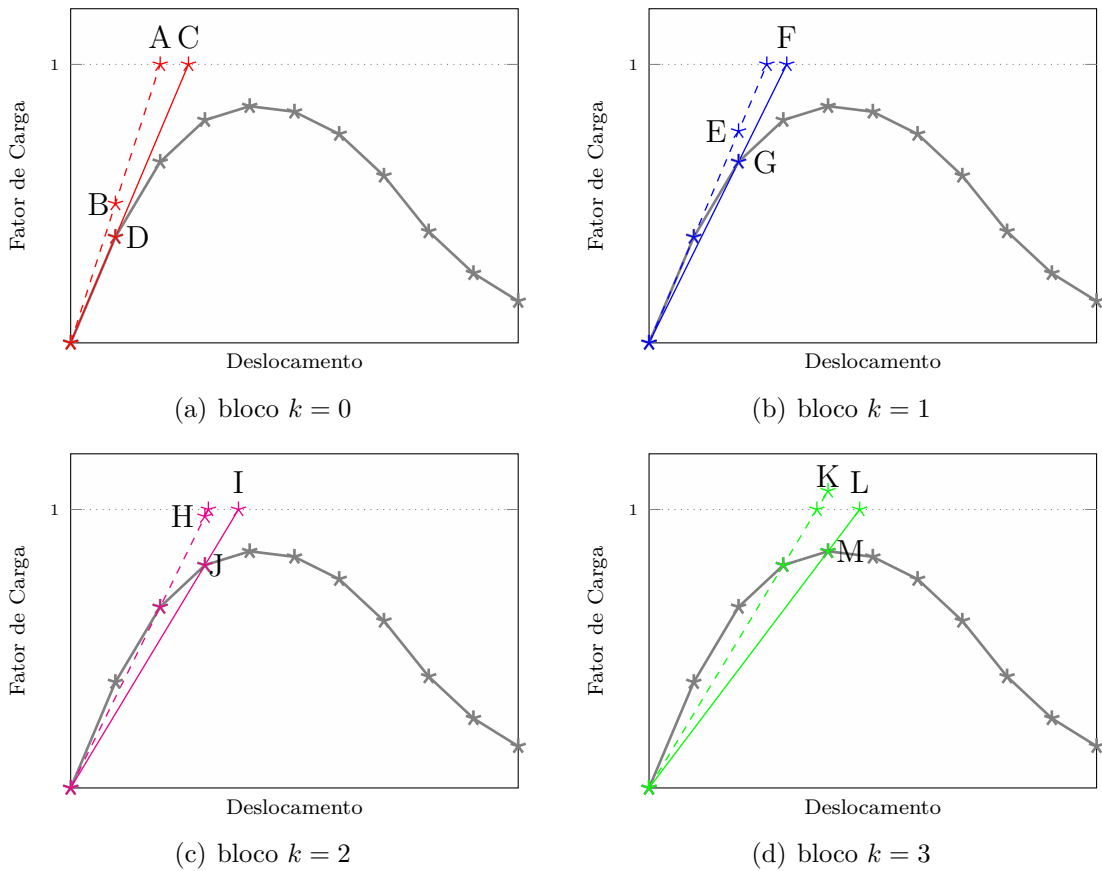 A C
1
B
D
Fator de Carga
Deslocamento
(a) bloco k = 0
F
1
E
G
Fator de Carga
Deslocamento
(b) bloco k = 1
I
1
H
J
Fator de Carga
Deslocamento
(c) bloco k = 2
K L
1
M
Fator de Carga
Deslocamento
(d) bloco k = 3